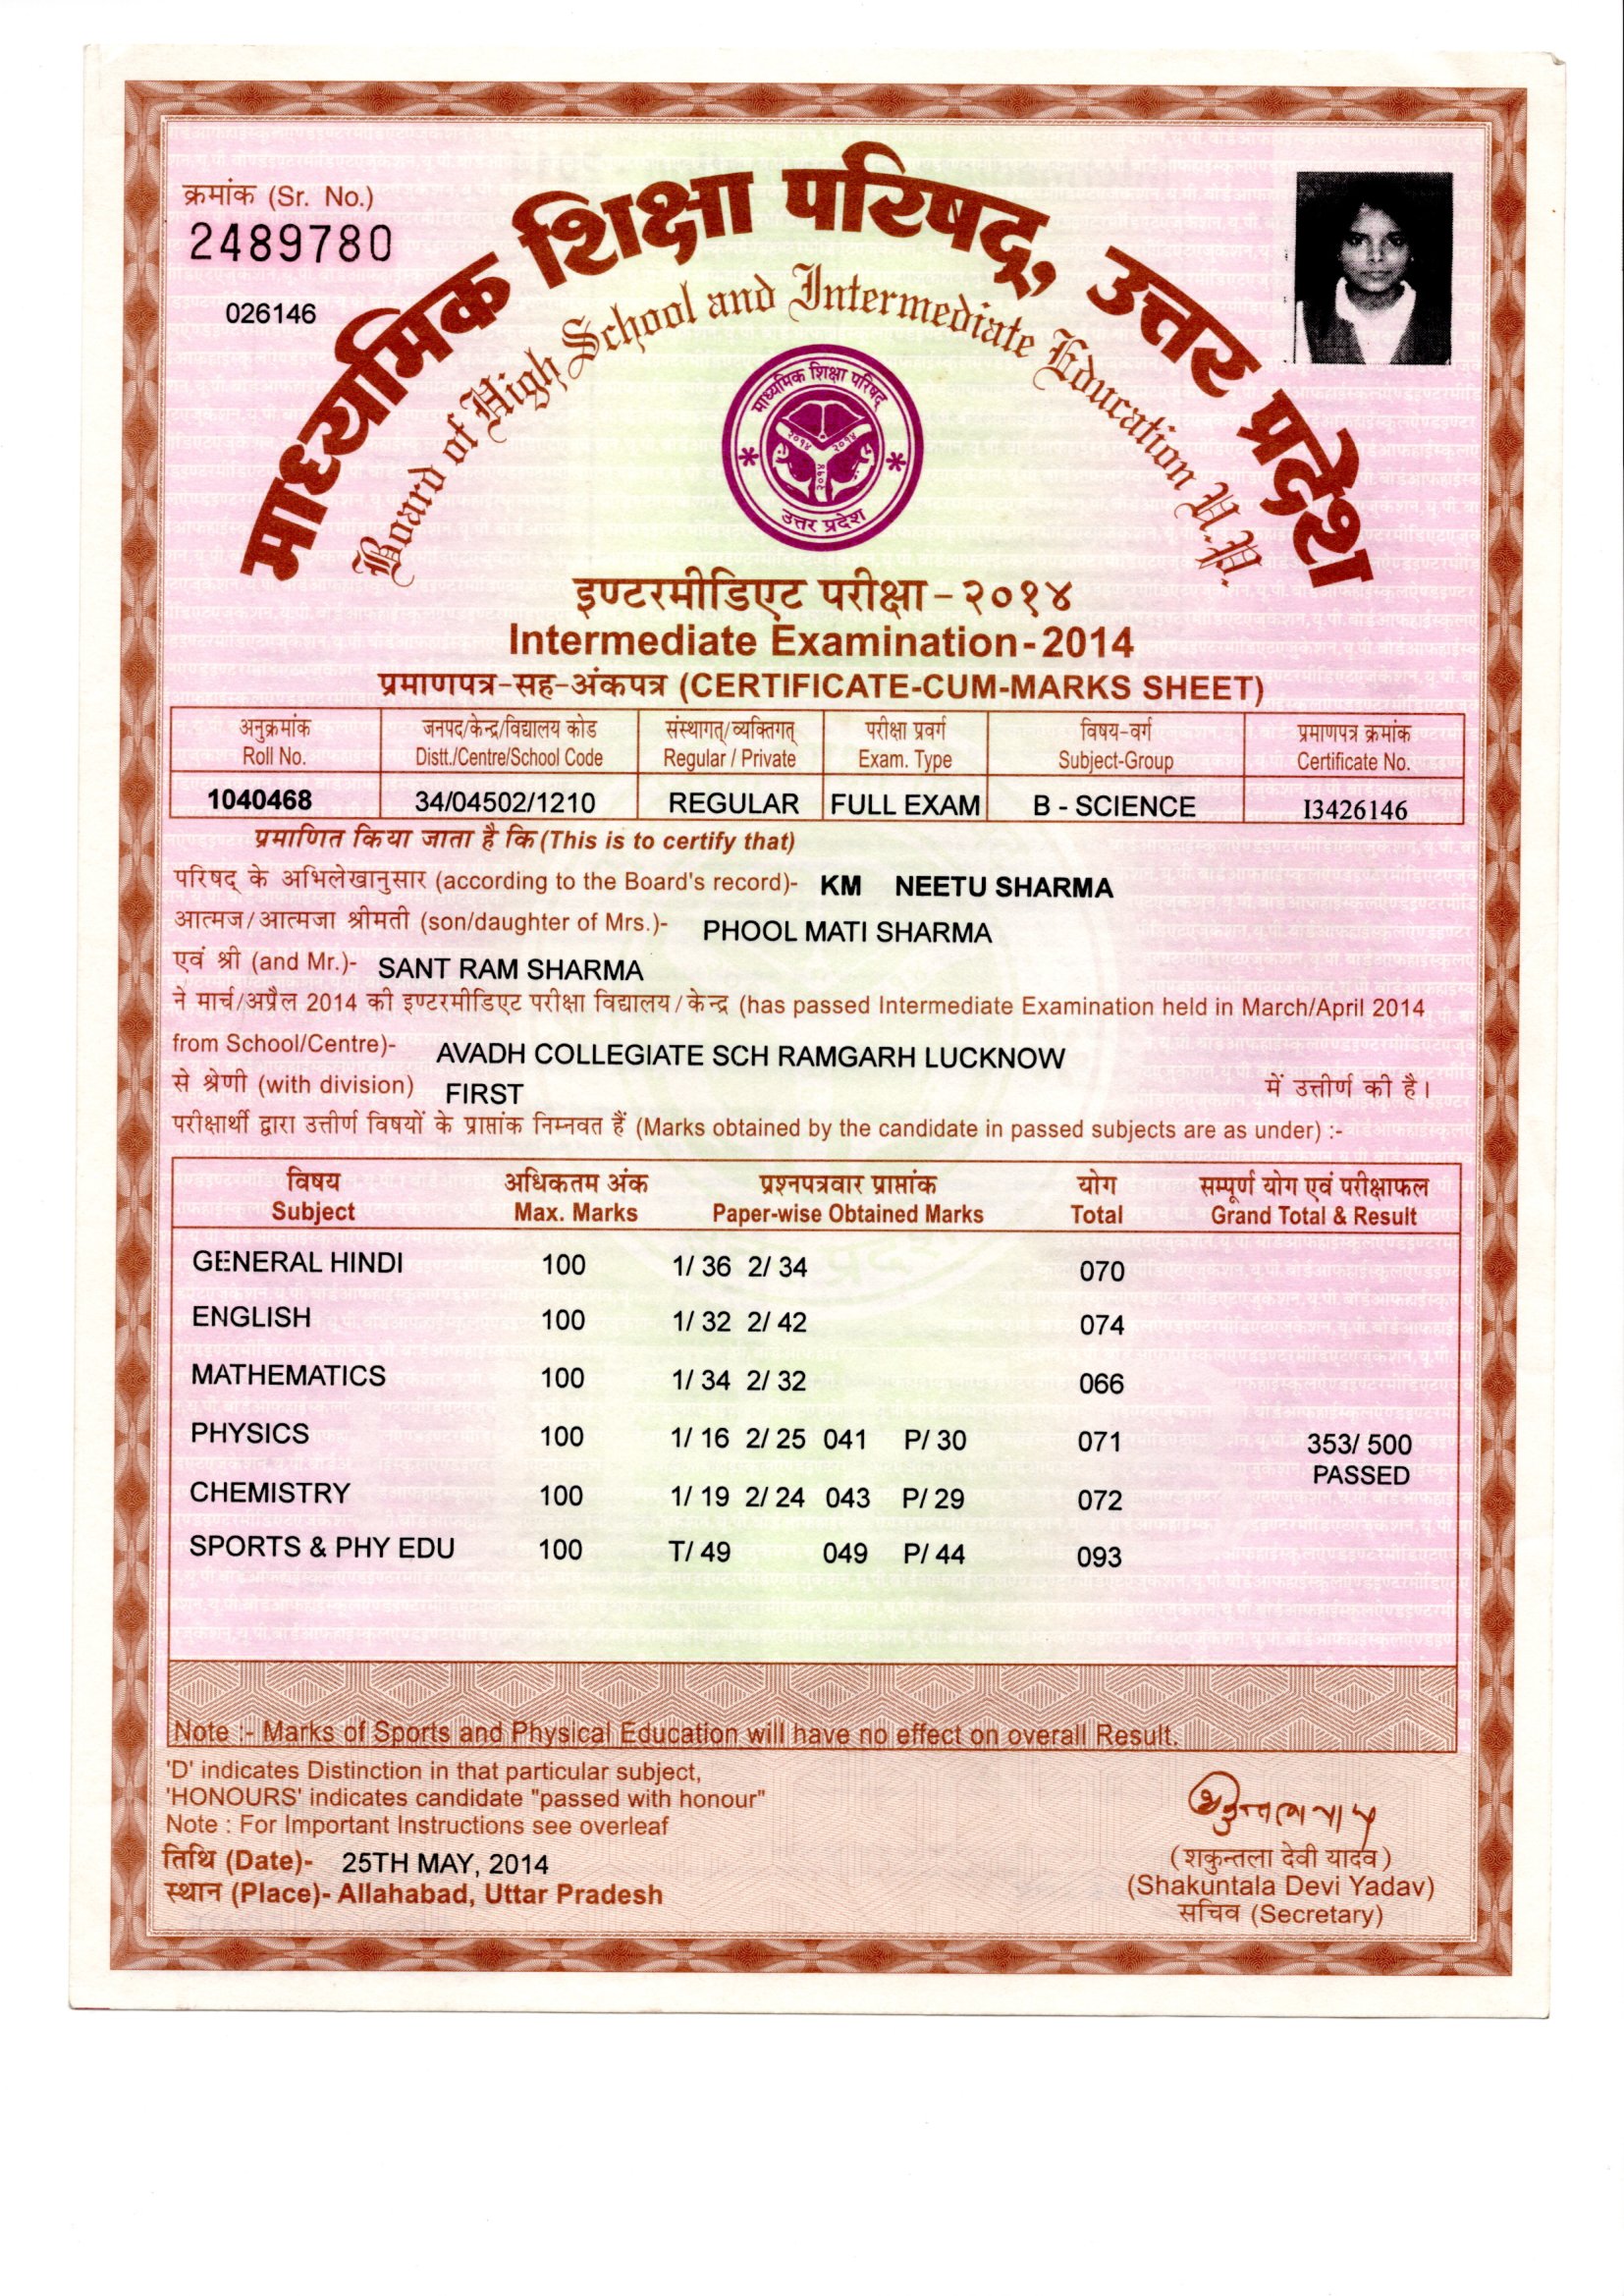 क्रमांक (Sr. No.)
2489780
026146
माध्यमिक शिक्षा परिषद्, उत्तर प्रदेश
Board of High School and Intermediate Education U.P.
माध्यमिक शिक्षा परिषद्
२०१४ २०१४
२०१४
उत्तर प्रदेश
इण्टरमीडिएट परीक्षा - २०१४
Intermediate Examination - 2014
प्रमाणपत्र-सह-अंकपत्र (CERTIFICATE-CUM-MARKS SHEET)
अनुक्रमांक जनपद/केन्द्र/विद्यालय कोड संस्थागत्/व्यक्तिगत् परीक्षा प्रवर्ग विषय-वर्ग प्रमाणपत्र क्रमांक
Roll No. Distt./Centre/School Code Regular / Private Exam. Type Subject-Group Certificate No.
1040468 34/04502/1210 REGULAR FULL EXAM B - SCIENCE I3426146
प्रमाणित किया जाता है कि (This is to certify that)
परिषद् के अभिलेखानुसार (according to the Board's record)- KM NEETU SHARMA
आत्मज/आत्मजा श्रीमती (son/daughter of Mrs.)- PHOOL MATI SHARMA
एवं श्री (and Mr.)- SANT RAM SHARMA
ने मार्च/अप्रैल 2014 की इण्टरमीडिएट परीक्षा विद्यालय/केन्द्र (has passed Intermediate Examination held in March/April 2014
from School/Centre)- AVADH COLLEGIATE SCH RAMGARH LUCKNOW
से श्रेणी (with division) FIRST में उत्तीर्ण की है।
परीक्षार्थी द्वारा उत्तीर्ण विषयों के प्राप्तांक निम्नवत हैं (Marks obtained by the candidate in passed subjects are as under) :-
विषय अधिकतम अंक प्रश्नपत्रवार प्राप्तांक योग सम्पूर्ण योग एवं परीक्षाफल
Subject Max. Marks Paper-wise Obtained Marks Total Grand Total & Result
GENERAL HINDI 100 1/ 36 2/ 34 070
ENGLISH 100 1/ 32 2/ 42 074
MATHEMATICS 100 1/ 34 2/ 32 066
PHYSICS 100 1/ 16 2/ 25 041 P/ 30 071 353/ 500
PASSED
CHEMISTRY 100 1/ 19 2/ 24 043 P/ 29 072
SPORTS & PHY EDU 100 T/ 49 049 P/ 44 093
Note :- Marks of Sports and Physical Education will have no effect on overall Result.
'D' indicates Distinction in that particular subject,
'HONOURS' indicates candidate "passed with honour"
Note : For Important Instructions see overleaf
तिथि (Date)- 25TH MAY, 2014
स्थान (Place)- Allahabad, Uttar Pradesh
(शकुन्तला देवी यादव)
(Shakuntala Devi Yadav)
सचिव (Secretary)